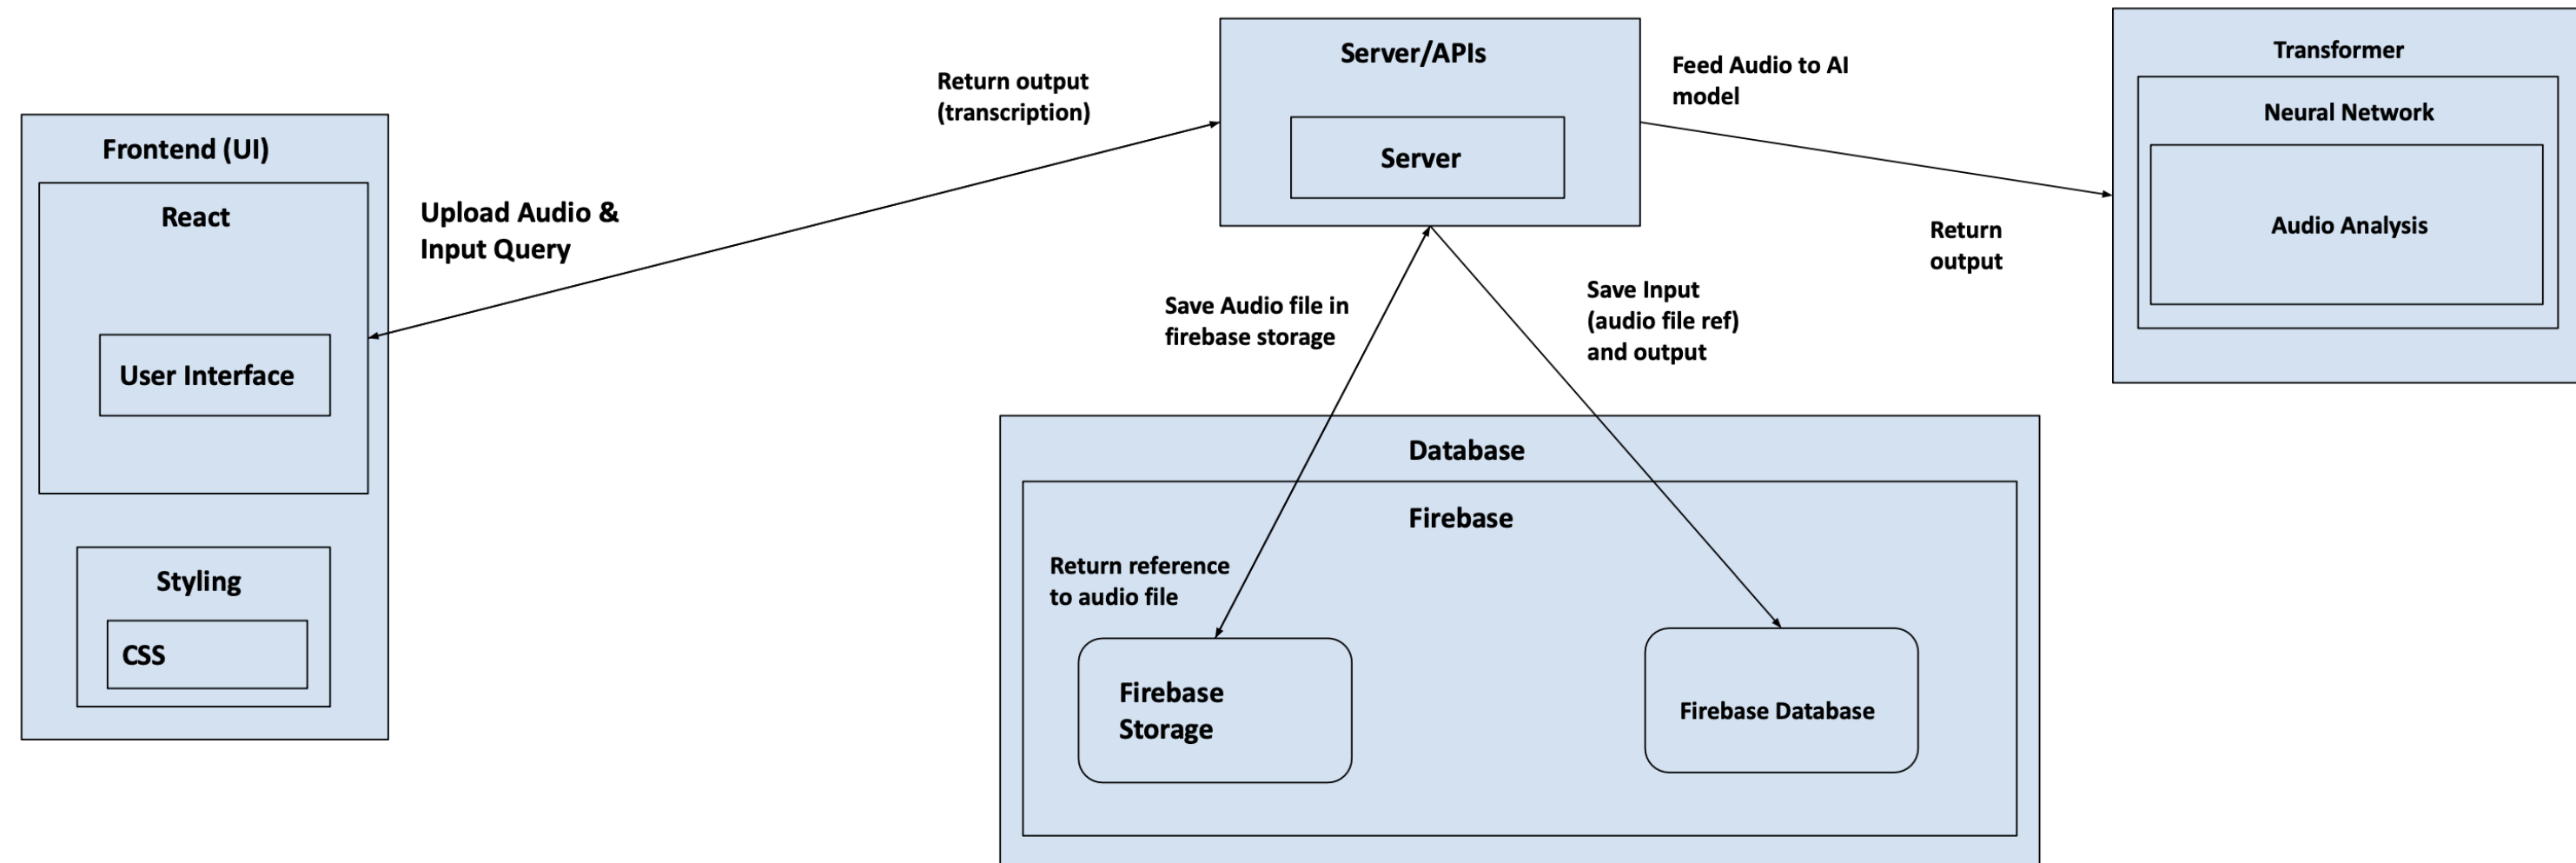 Frontend (UI)
React
User Interface
Styling
CSS
Upload Audio &
Input Query
Return output
(transcription)
Server/APIs
Server
Feed Audio to AI
model
Return
output
Transformer
Neural Network
Audio Analysis
Save Audio file in
firebase storage
Save Input
(audio file ref)
and output
Database
Firebase
Return reference
to audio file
Firebase
Storage
Firebase Database